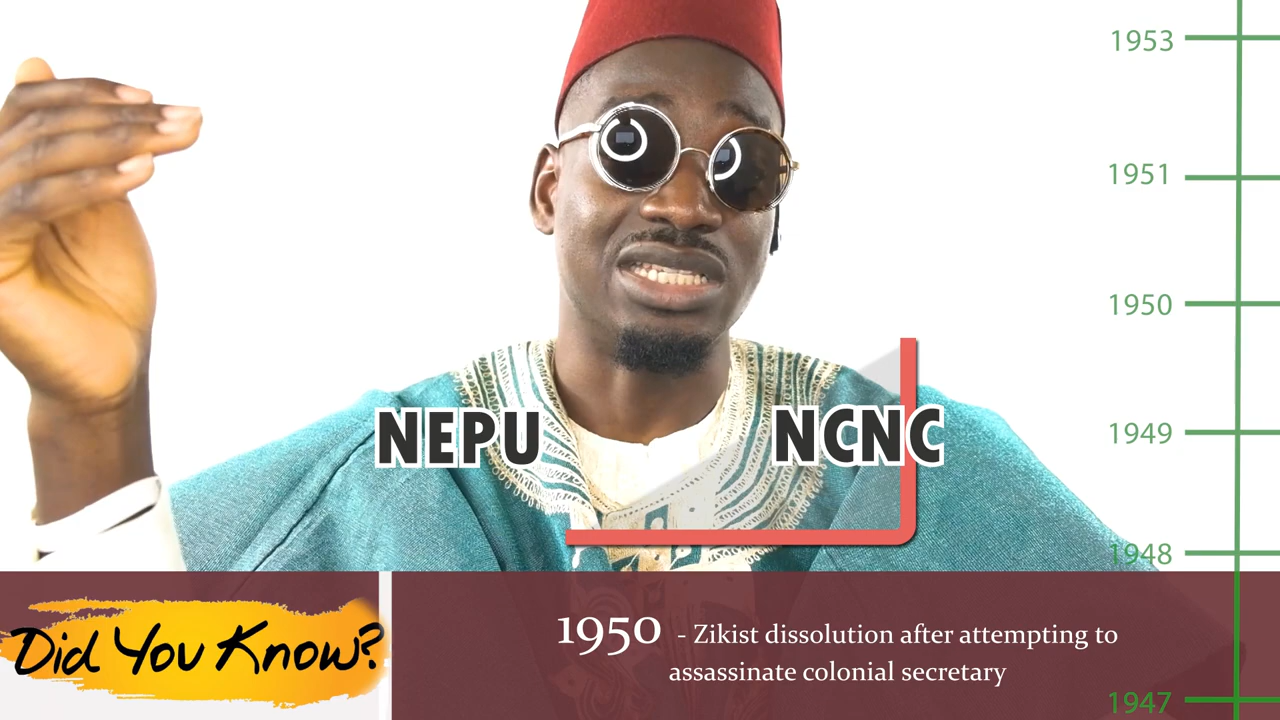 1953
1951
1950
1949
1948
1947
NEPU
NCNC
Did You Know?
1950 - Zikist dissolution after attempting to
assassinate colonial secretary